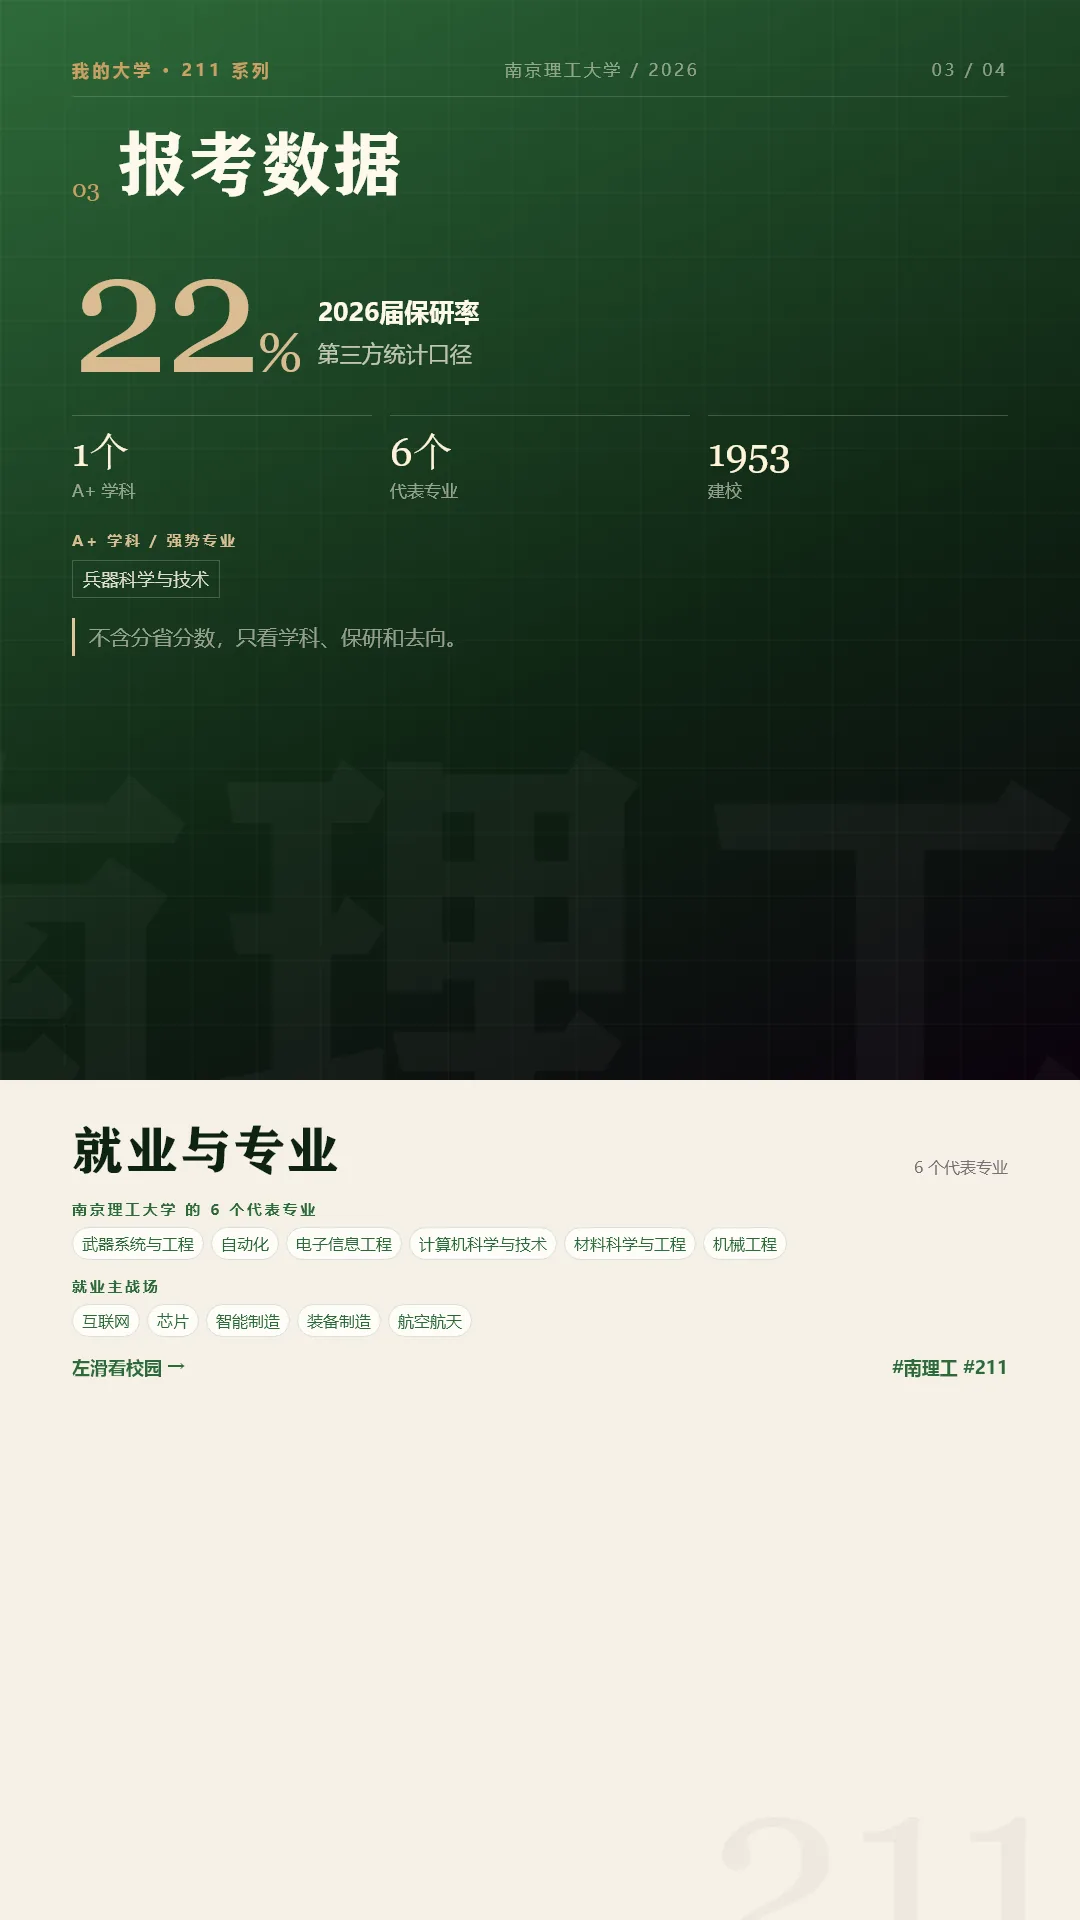 我的大学 · 211 系列
南京理工大学 / 2026
03 / 04
03 报考数据
22%
2026届保研率
第三方统计口径
1个
A+ 学科
6个
代表专业
1953
建校
A+ 学科 / 强势专业
兵器科学与技术
不含分省分数，只看学科、保研和去向。
南理工
就业与专业
6 个代表专业
南京理工大学 的 6 个代表专业
武器系统与工程 自动化 电子信息工程 计算机科学与技术 材料科学与工程 机械工程
就业主战场
互联网 芯片 智能制造 装备制造 航空航天
左滑看校园 →
#南理工 #211
211